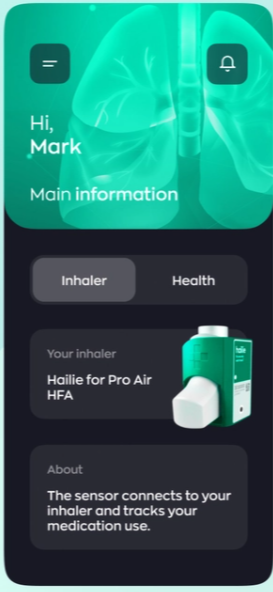 Hi,
Mark
Main information
Inhaler
Health
Your inhaler
Hailie for Pro Air
HFA
hailie
About
The sensor connects to your
inhaler and tracks your
medication use.